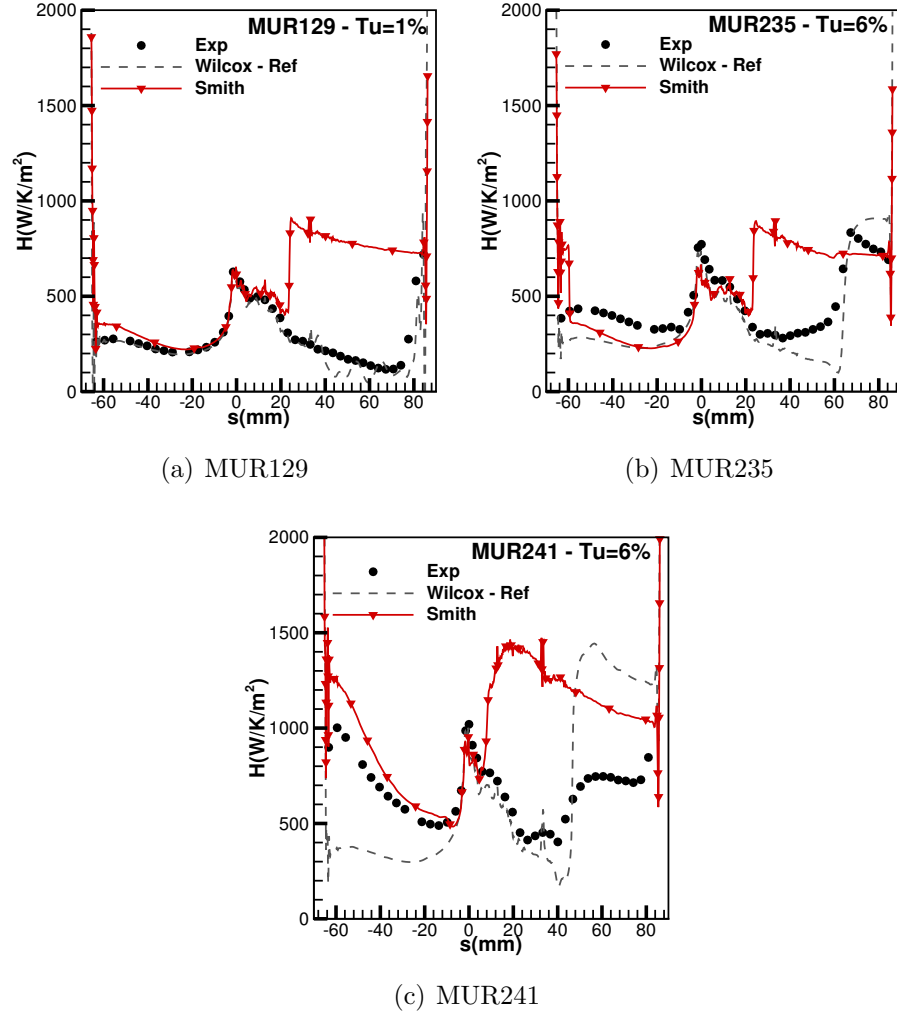 MUR129 - Tu=1%
Exp
Wilcox - Ref
Smith
H(W/K/m²)
2000
1500
1000
500
0
-60 -40 -20 0 20 40 60 80
s(mm)
(a) MUR129
MUR235 - Tu=6%
Exp
Wilcox - Ref
Smith
H(W/K/m²)
2000
1500
1000
500
0
-60 -40 -20 0 20 40 60 80
s(mm)
(b) MUR235
MUR241 - Tu=6%
Exp
Wilcox - Ref
Smith
H(W/K/m²)
2000
1500
1000
500
0
-60 -40 -20 0 20 40 60 80
s(mm)
(c) MUR241